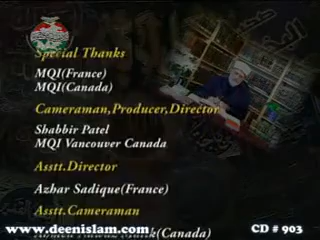 Special Thanks
MQI(France)
MQI(Canada)
Cameraman,Producer,Director
Shabbir Patel
MQI Vancouver Canada
Asstt.Director
Azhar Sadique(France)
Asstt.Cameraman
(Canada)
www.deenislam.com
CD # 903